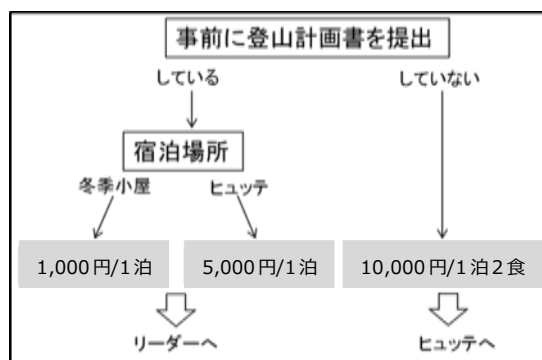 事前に登山計画書を提出
している
していない
宿泊場所
冬季小屋
ヒュッテ
1,000円/1泊
5,000円/1泊
10,000円/1泊2食
リーダーへ
ヒュッテへ